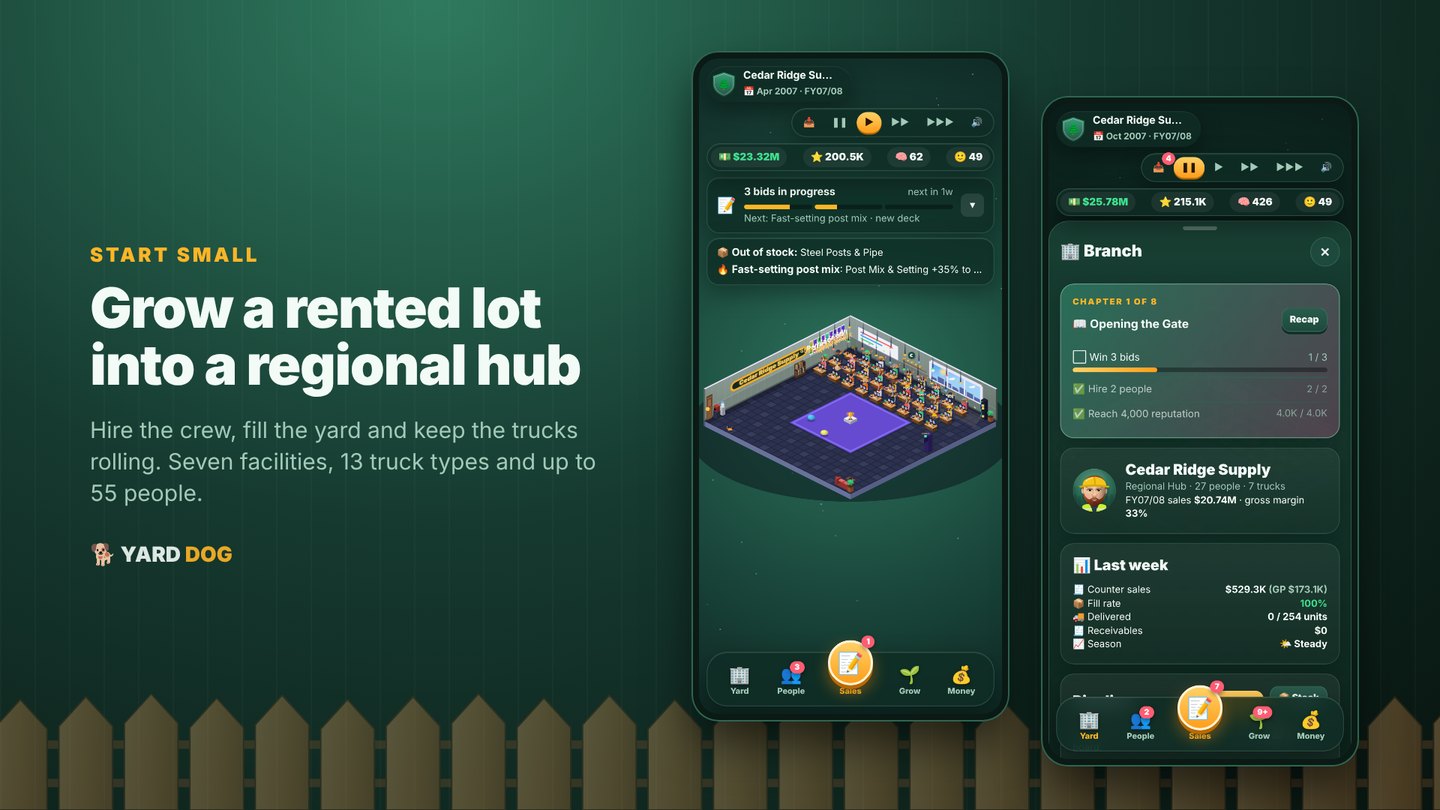 START SMALL
Grow a rented lot
into a regional hub
Hire the crew, fill the yard and keep the trucks
rolling. Seven facilities, 13 truck types and up to
55 people.
YARD DOG
Cedar Ridge Su...
Apr 2007 · FY07/08
$23.32M
200.5K
62
49
3 bids in progress
next in 1w
Next: Fast-setting post mix · new deck
Out of stock: Steel Posts & Pipe
Fast-setting post mix: Post Mix & Setting +35% to ...
Cedar Ridge Supply
1
3
Yard
People
Sales
Grow
Money
Cedar Ridge Su...
Oct 2007 · FY07/08
4
$25.78M
215.1K
426
49
Branch
CHAPTER 1 OF 8
Opening the Gate
Recap
Win 3 bids
1 / 3
Hire 2 people
2 / 2
Reach 4,000 reputation
4.0K / 4.0K
Cedar Ridge Supply
Regional Hub · 27 people · 7 trucks
FY07/08 sales $20.74M · gross margin
33%
Last week
Counter sales
$529.3K (GP $173.1K)
Fill rate
100%
Delivered
0 / 254 units
Receivables
$0
Season
Steady
7
2
9+
Yard
People
Sales
Grow
Money